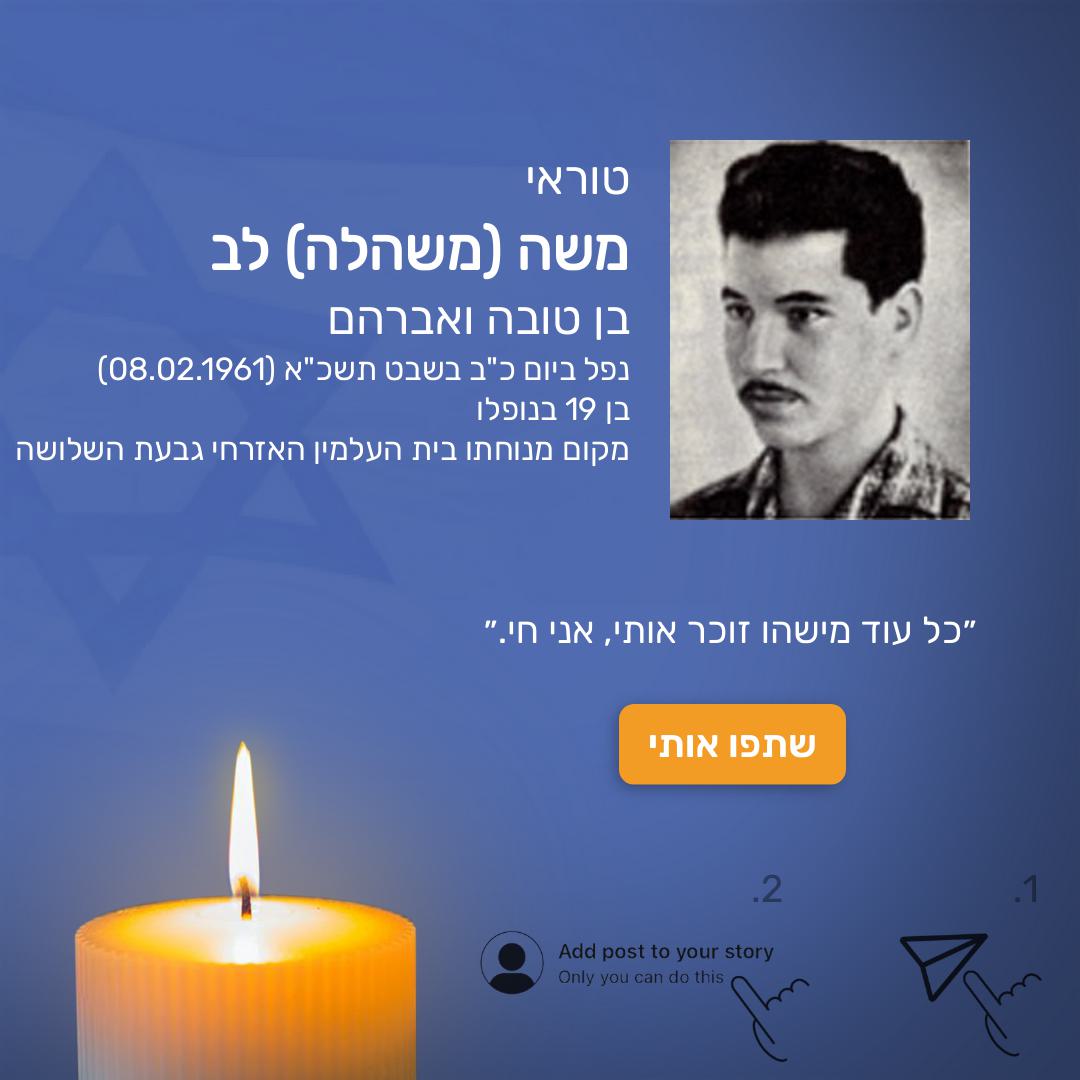 טוראי
משה (משהלה) לב
בן טובה ואברהם
נפל ביום כ"ב בשבט תשכ"א (08.02.1961)
בן 19 בנופלו
מקום מנוחתו בית העלמין האזרחי גבעת השלושה
״כל עוד מישהו זוכר אותי, אני חי.״
שתפו אותי
1.
2.
Add post to your story
Only you can do this